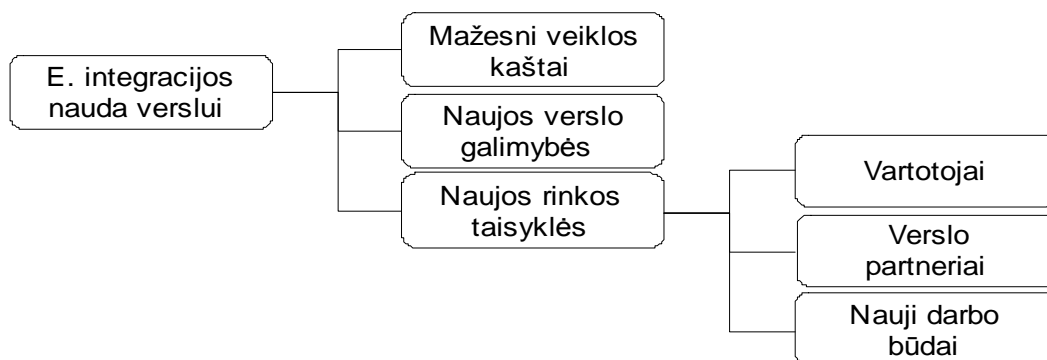 E. integracijos
nauda verslui
Mažesni veiklos
kaštai
Naujos verslo
galimybės
Naujos rinkos
taisyklės
Vartotojai
Verslo
partneriai
Nauji darbo
būdai